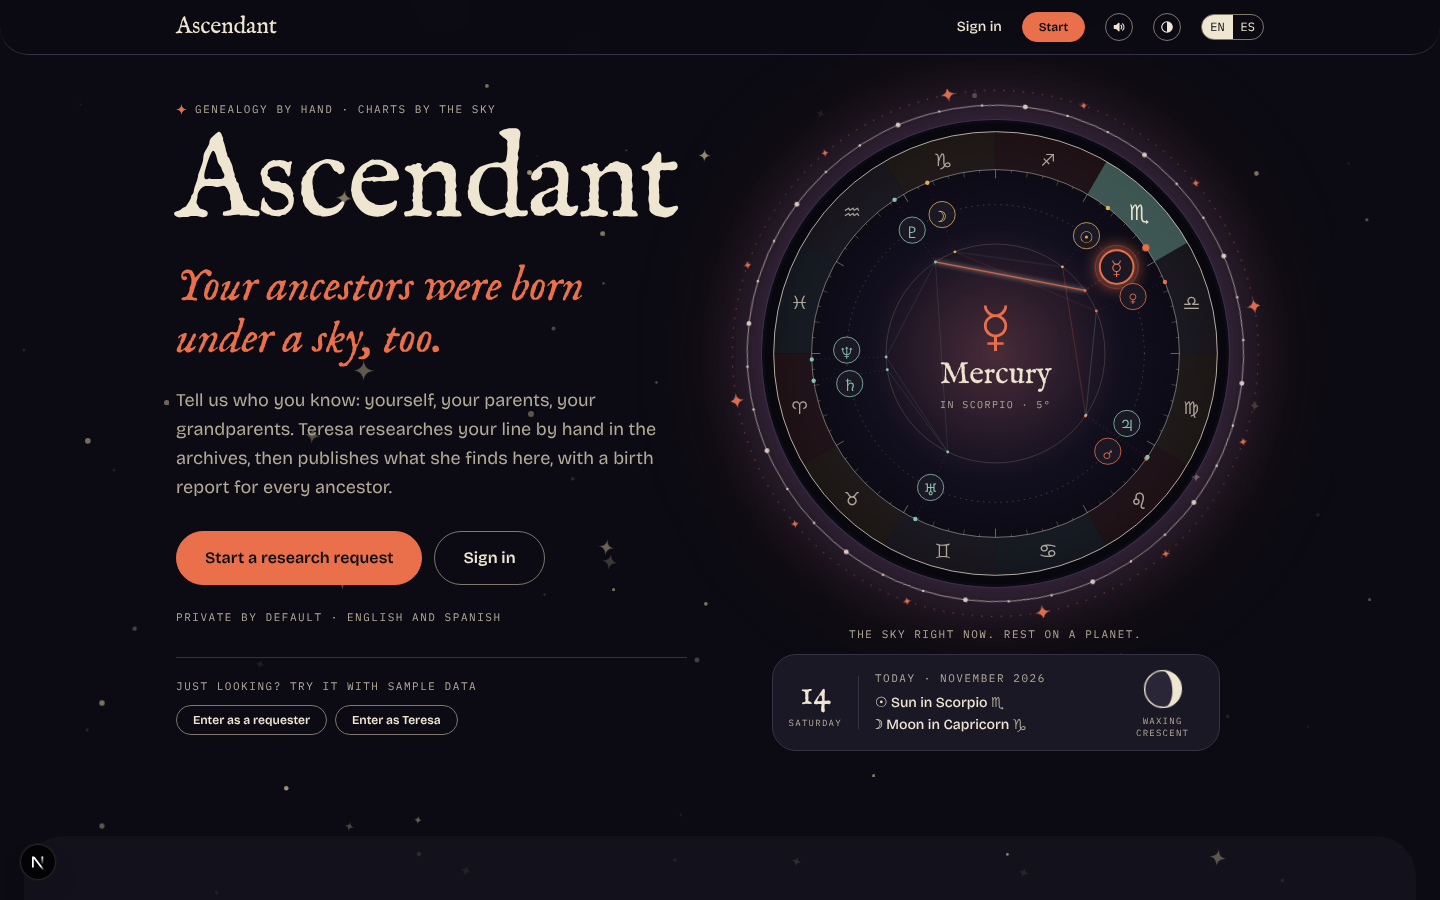 Ascendant
Sign in
Start
EN ES
GENEALOGY BY HAND · CHARTS BY THE SKY
Ascendant
Your ancestors were born
under a sky, too.
Tell us who you know: yourself, your parents, your
grandparents. Teresa researches your line by hand in the
archives, then publishes what she finds here, with a birth
report for every ancestor.
Start a research request
Sign in
PRIVATE BY DEFAULT · ENGLISH AND SPANISH
JUST LOOKING? TRY IT WITH SAMPLE DATA
Enter as a requester
Enter as Teresa
☿
Mercury
IN SCORPIO · 5°
THE SKY RIGHT NOW. REST ON A PLANET.
14
SATURDAY
TODAY · NOVEMBER 2026
☉ Sun in Scorpio ♏
☽ Moon in Capricorn ♑
WAXING
CRESCENT
N